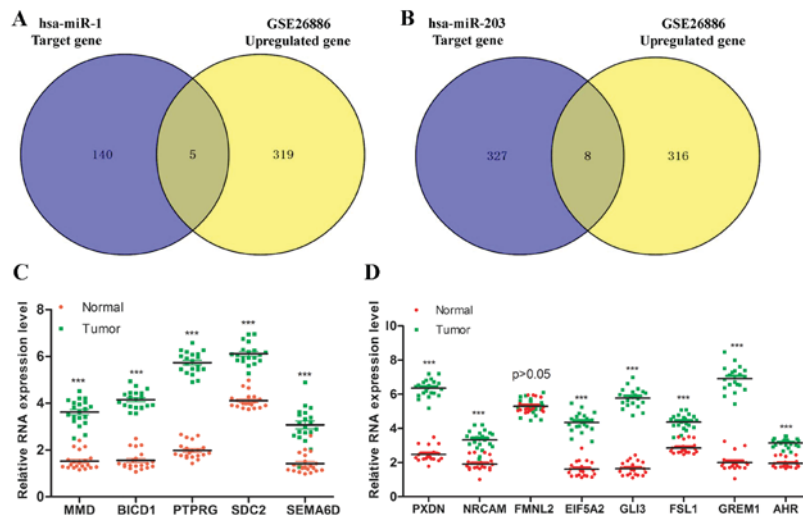 A
hsa-miR-1
Target gene
GSE26886
Upregulated gene
140
5
319
B
hsa-miR-203
Target gene
GSE26886
Upregulated gene
327
8
316
C
Normal
Tumor
Relative RNA expression level
8
6
4
2
0
***
***
***
***
***
MMD
BICD1
PTPRG
SDC2
SEMA6D
D
Normal
Tumor
Relative RNA expression level
10
8
6
4
2
0
***
***
p>0.05
***
***
***
***
***
PXDN
NRCAM
FMNL2
EIF5A2
GLI3
FSL1
GREM1
AHR